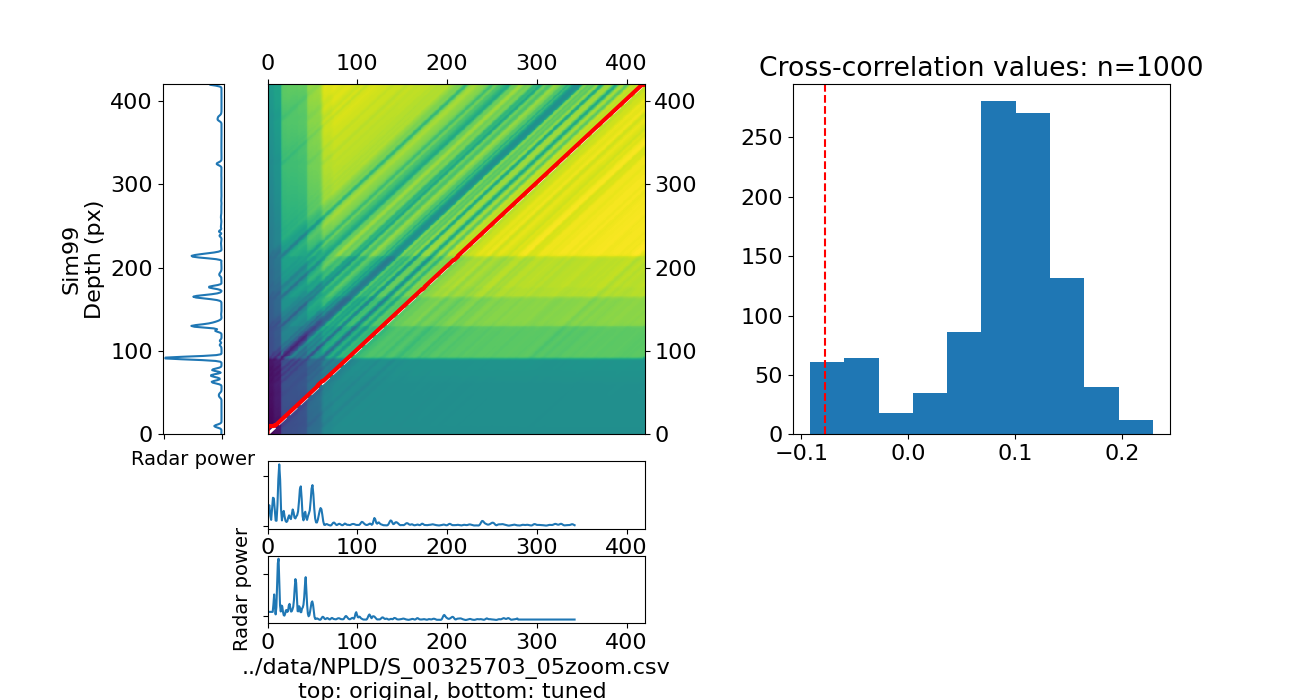 0 100 200 300 400
Cross-correlation values: n=1000
400
300
200
100
0
Sim99
Depth (px)
Radar power
400
300
200
100
0
250
200
150
100
50
0
−0.1 0.0 0.1 0.2
0 100 200 300 400
Radar power
0 100 200 300 400
../data/NPLD/S_00325703_05zoom.csv
top: original, bottom: tuned